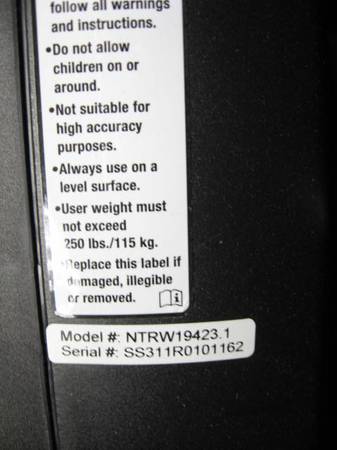 follow all warnings
and instructions.
•Do not allow
children on or
around.
•Not suitable for
high accuracy
purposes.
•Always use on a
level surface.
•User weight must
not exceed
250 lbs./115 kg.
•Replace this label if
damaged, illegible
or removed.
Model #: NTRW19423.1
Serial #: SS311R0101162